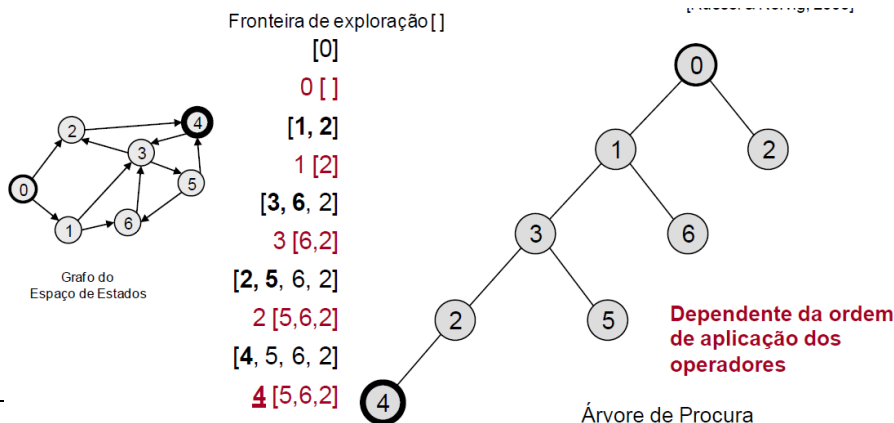 Fronteira de exploração [ ]
[0]
0 [ ]
[1, 2]
1 [2]
[3, 6, 2]
3 [6,2]
[2, 5, 6, 2]
2 [5,6,2]
[4, 5, 6, 2]
4 [5,6,2]
2
4
3
5
0
1
6
Grafo do
Espaço de Estados
0
1
2
3
6
2
5
4
Dependente da ordem
de aplicação dos
operadores
Árvore de Procura